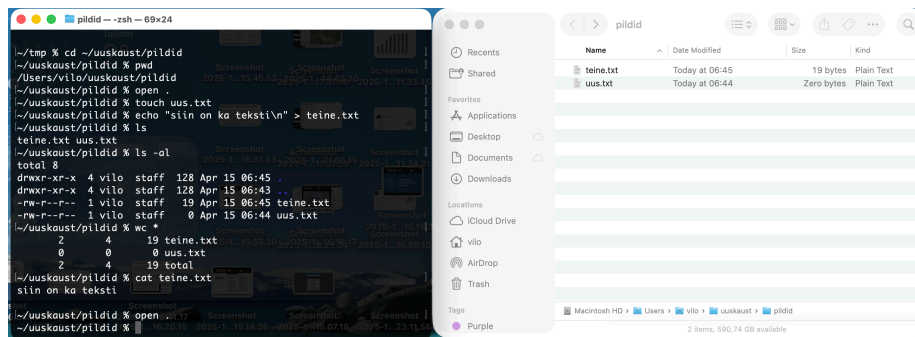 pildid — -zsh — 69×24
Tallinn
~/tmp % cd ~/uuskaust/pildid
~/uuskaust/pildid % pwd
/Users/vilo/uuskaust/pildid
~/uuskaust/pildid % open .
~/uuskaust/pildid % touch uus.txt
~/uuskaust/pildid % echo "siin on ka teksti\n" > teine.txt
~/uuskaust/pildid % ls
teine.txt uus.txt
~/uuskaust/pildid % ls -al
total 8
drwxr-xr-x 4 vilo staff 128 Apr 15 06:45 .
drwxr-xr-x 4 vilo staff 128 Apr 15 06:43 ..
-rw-r--r-- 1 vilo staff 19 Apr 15 06:45 teine.txt
-rw-r--r-- 1 vilo staff 0 Apr 15 06:44 uus.txt
~/uuskaust/pildid % wc *
2 4 19 teine.txt
0 0 0 uus.txt
2 4 19 total
~/uuskaust/pildid % cat teine.txt
siin on ka teksti
~/uuskaust/pildid % open .
~/uuskaust/pildid %
Recents
Shared
Favorites
Applications
Desktop
Documents
Downloads
Locations
iCloud Drive
vilo
AirDrop
Trash
Tags
Purple
pildid
Name Date Modified Size Kind
teine.txt Today at 06:45 19 bytes Plain Text
uus.txt Today at 06:44 Zero bytes Plain Text
Macintosh HD › Users › vilo › uuskaust › pildid
2 items, 590,74 GB available